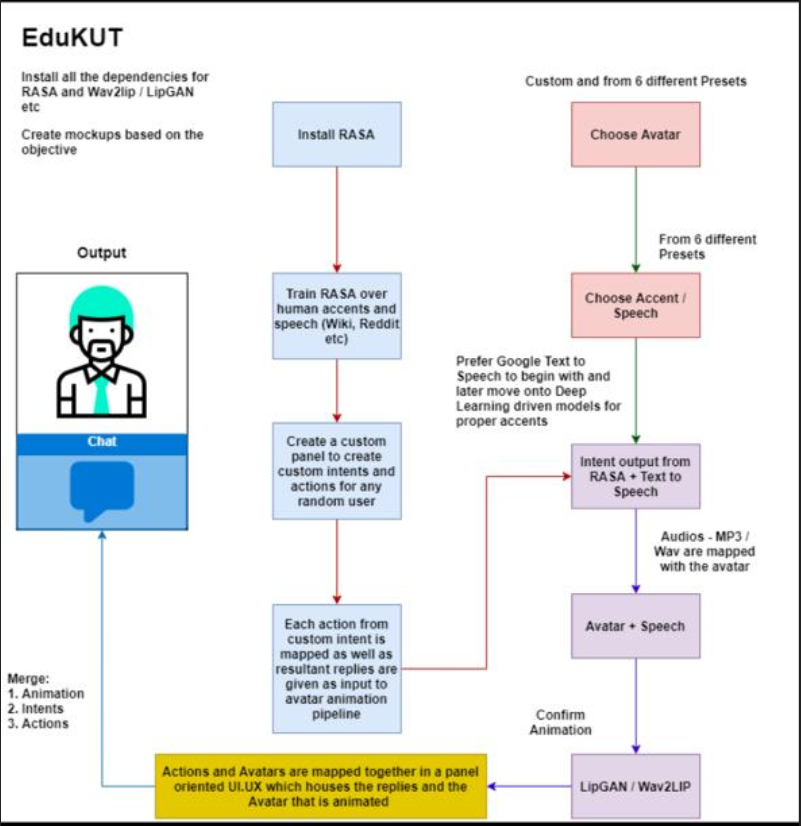 EduKUT
Install all the dependencies for
RASA and Wav2lip / LipGAN
etc
Create mockups based on the
objective
Install RASA
Custom and from 6 different Presets
Choose Avatar
From 6 different
Presets
Output
Chat
Train RASA over
human accents and
speech (Wiki, Reddit
etc)
Choose Accent /
Speech
Prefer Google Text to
Speech to begin with and
later move onto Deep
Learning driven models for
proper accents
Create a custom
panel to create
custom intents and
actions for any
random user
Intent output from
RASA + Text to
Speech
Audios - MP3 /
Wav are mapped
with the avatar
Each action from
custom intent is
mapped as well as
resultant replies are
given as input to
avatar animation
pipeline
Avatar + Speech
Merge:
1. Animation
2. Intents
3. Actions
Confirm
Animation
Actions and Avatars are mapped together in a panel
oriented UI.UX which houses the replies and the
Avatar that is animated
LipGAN / Wav2LIP